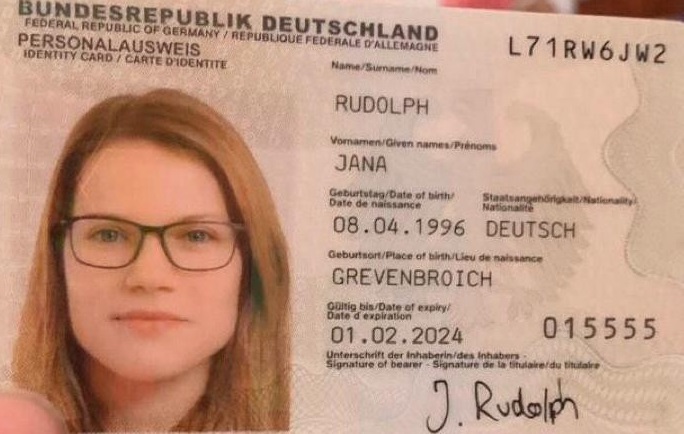 BUNDESREPUBLIK DEUTSCHLAND
FEDERAL REPUBLIC OF GERMANY / REPUBLIQUE FEDERALE D'ALLEMAGNE
PERSONALAUSWEIS
IDENTITY CARD / CARTE D'IDENTITE
L71RW6JW2
Name/Surname/Nom
RUDOLPH
Vornamen/Given names/Prénoms
JANA
Geburtstag/Date of birth/
Date de naissance
Staatsangehörigkeit/Nationality/
Nationalité
08.04.1996 DEUTSCH
Geburtsort/Place of birth/Lieu de naissance
GREVENBROICH
Gültig bis/Date of expiry/
Date d'expiration
01.02.2024 015555
Unterschrift der Inhaberin/des Inhabers -
Signature of bearer - Signature de la titulaire/du titulaire
J. Rudolph